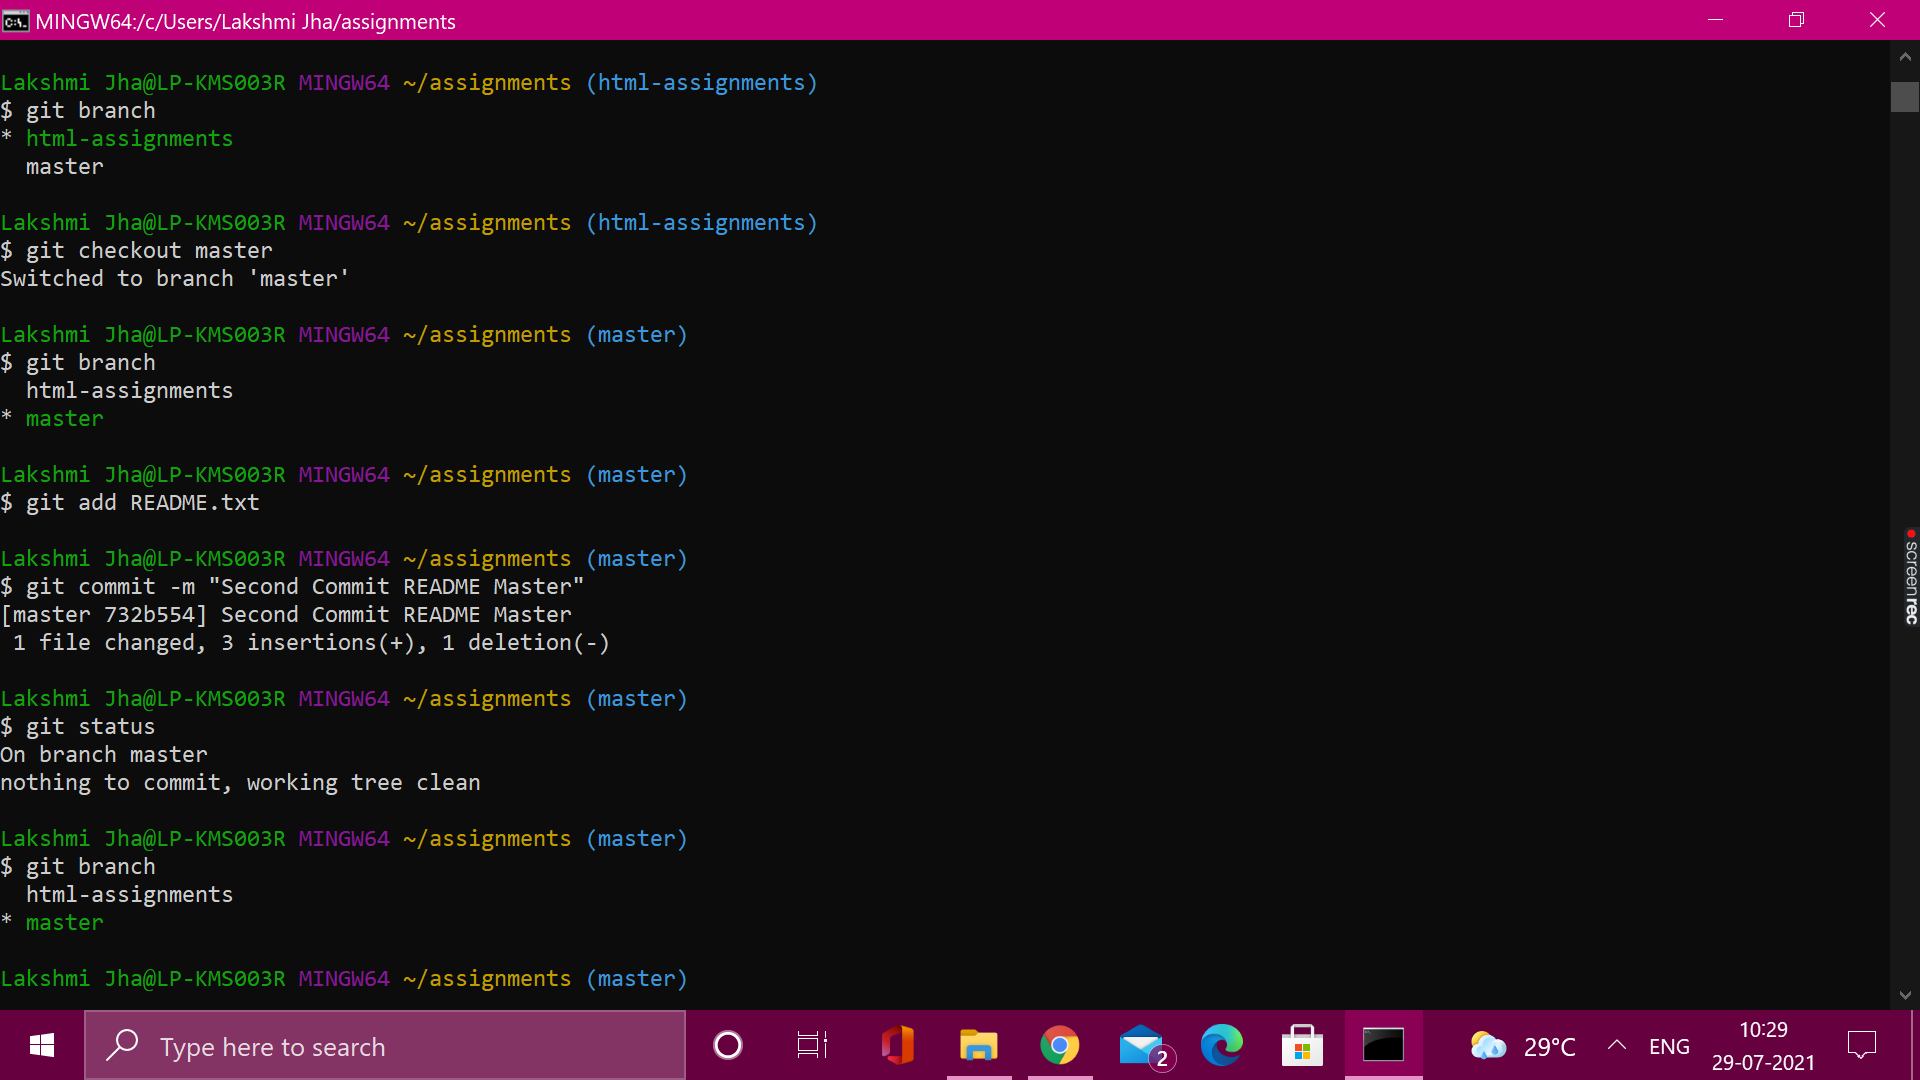 MINGW64:/c/Users/Lakshmi Jha/assignments
Lakshmi Jha@LP-KMS003R MINGW64 ~/assignments (html-assignments)
$ git branch
* html-assignments
  master
Lakshmi Jha@LP-KMS003R MINGW64 ~/assignments (html-assignments)
$ git checkout master
Switched to branch 'master'
Lakshmi Jha@LP-KMS003R MINGW64 ~/assignments (master)
$ git branch
  html-assignments
* master
Lakshmi Jha@LP-KMS003R MINGW64 ~/assignments (master)
$ git add README.txt
Lakshmi Jha@LP-KMS003R MINGW64 ~/assignments (master)
$ git commit -m "Second Commit README Master"
[master 732b554] Second Commit README Master
 1 file changed, 3 insertions(+), 1 deletion(-)
Lakshmi Jha@LP-KMS003R MINGW64 ~/assignments (master)
$ git status
On branch master
nothing to commit, working tree clean
Lakshmi Jha@LP-KMS003R MINGW64 ~/assignments (master)
$ git branch
  html-assignments
* master
Lakshmi Jha@LP-KMS003R MINGW64 ~/assignments (master)
screenrec
Type here to search
2
29°C
ENG
10:29
29-07-2021